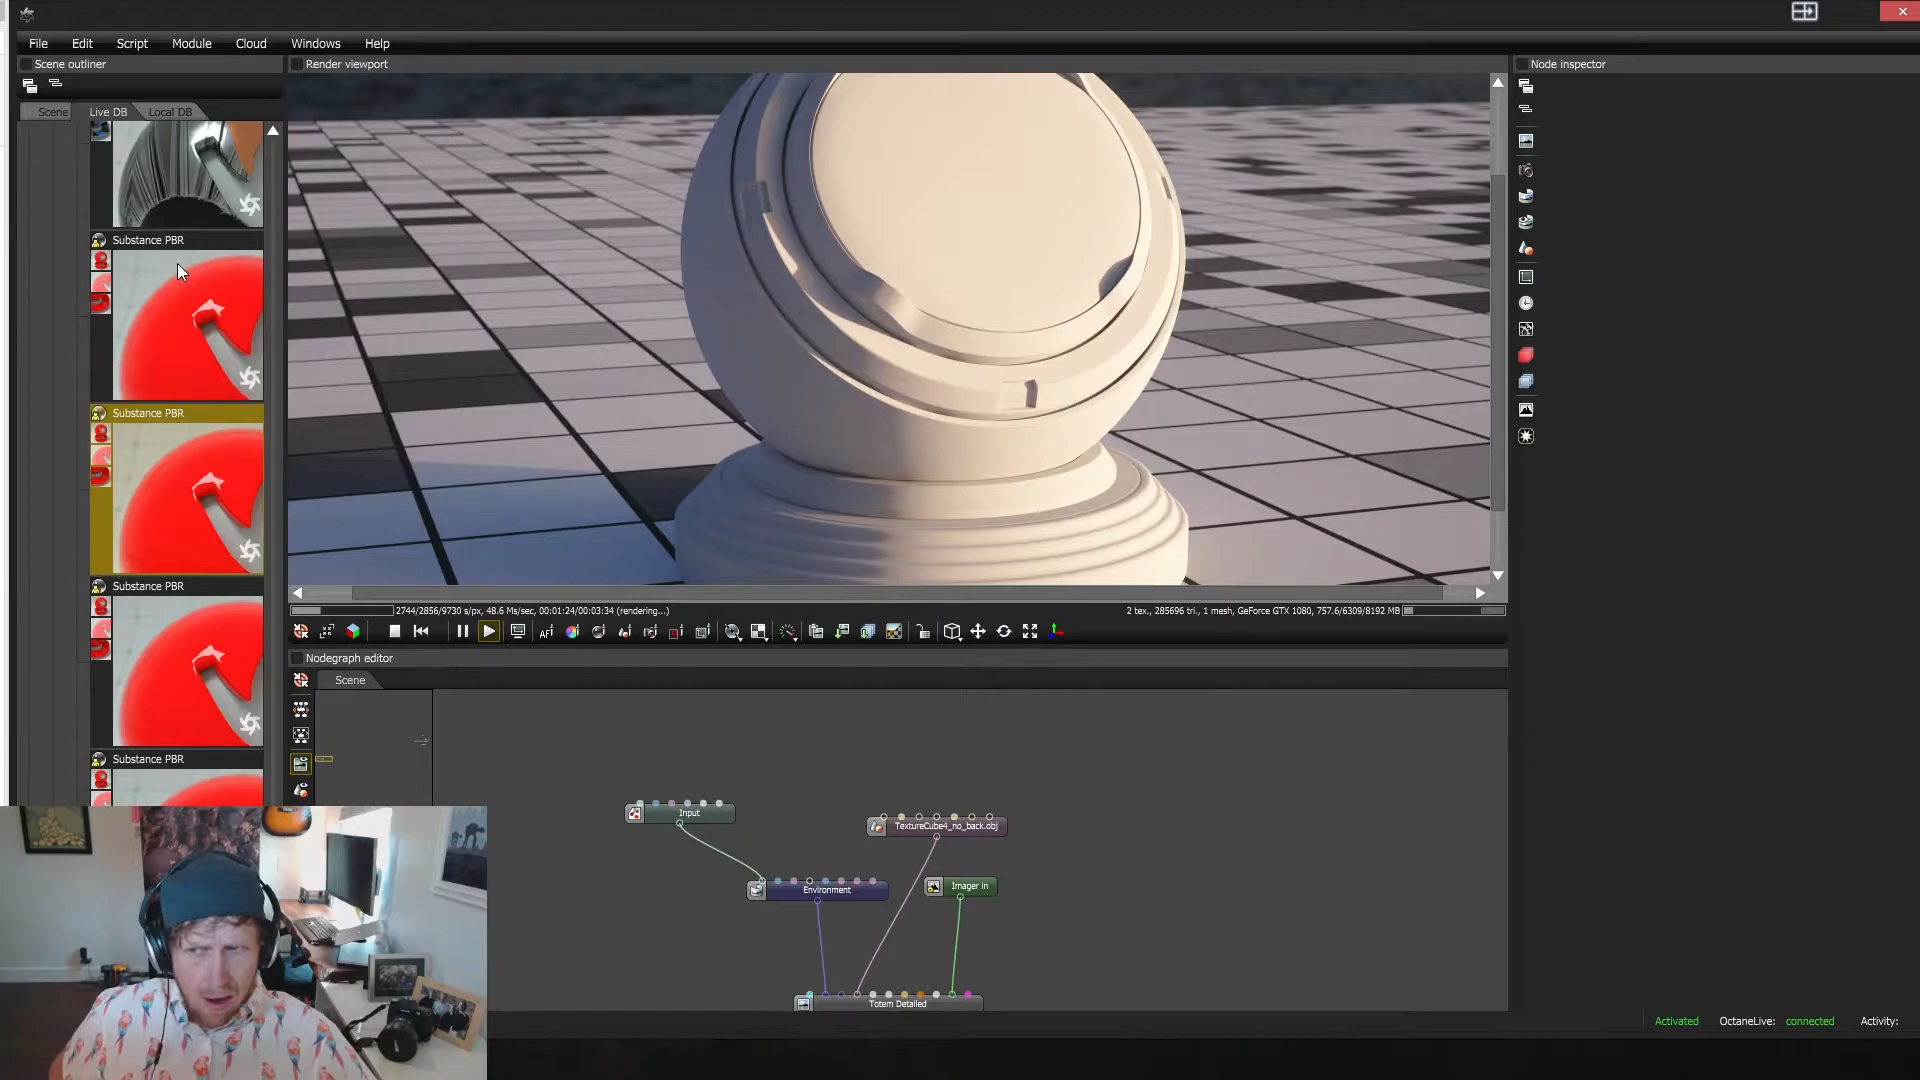 File Edit Script Module Cloud Windows Help
Scene outliner
Render viewport
Node inspector
Scene Live DB Local DB
Substance PBR
Substance PBR
Substance PBR
Substance PBR
2744/2856/9730 s/px, 48.6 Ms/sec, 00:01:24/00:03:34 (rendering...)
2 tex., 285696 tri., 1 mesh, GeForce GTX 1080, 757.6/6309/8192 MB
AF
Nodegraph editor
Scene
Input
TextureCube4_no_back.obj
Environment
Imager in
Totem Detailed
Activated OctaneLive: connected Activity: